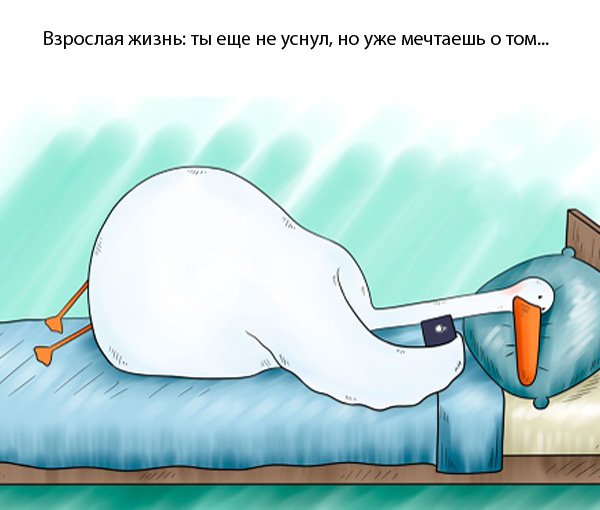 Взрослая жизнь: ты еще не уснул, но уже мечтаешь о том...